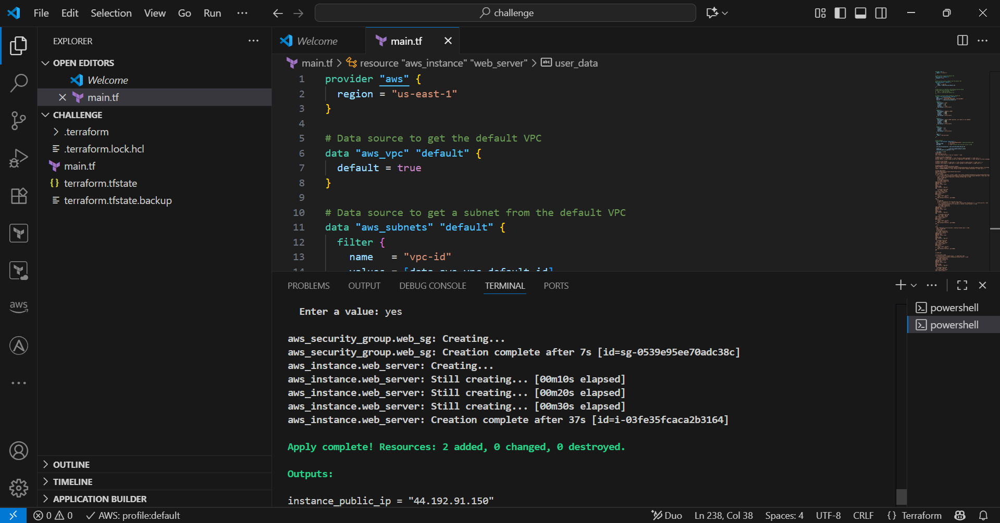 File Edit Selection View Go Run ··· challenge
EXPLORER ···
OPEN EDITORS
Welcome
main.tf
CHALLENGE
.terraform
.terraform.lock.hcl
main.tf
{} terraform.tfstate
terraform.tfstate.backup
aws
OUTLINE
TIMELINE
APPLICATION BUILDER
Welcome
main.tf
main.tf > resource "aws_instance" "web_server" > abc user_data
1 provider "aws" {
2 region = "us-east-1"
3 }
4
5 # Data source to get the default VPC
6 data "aws_vpc" "default" {
7 default = true
8 }
9
10 # Data source to get a subnet from the default VPC
11 data "aws_subnets" "default" {
12 filter {
13 name   = "vpc-id"
14 values = [data.aws_vpc.default.id]
PROBLEMS OUTPUT DEBUG CONSOLE TERMINAL PORTS
Enter a value: yes
aws_security_group.web_sg: Creating...
aws_security_group.web_sg: Creation complete after 7s [id=sg-0539e95ee70adc38c]
aws_instance.web_server: Creating...
aws_instance.web_server: Still creating... [00m10s elapsed]
aws_instance.web_server: Still creating... [00m20s elapsed]
aws_instance.web_server: Still creating... [00m30s elapsed]
aws_instance.web_server: Creation complete after 37s [id=i-03fe35fcaca2b3164]
Apply complete! Resources: 2 added, 0 changed, 0 destroyed.
Outputs:
instance_public_ip = "44.192.91.150"
powershell
powershell
0 0 AWS: profile:default Duo Ln 238, Col 38 Spaces: 4 UTF-8 CRLF {} Terraform